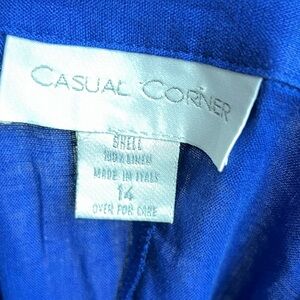 CASUAL CORNER
SHELL
100% LINEN
MADE IN ITALY
14
OVER FOR CARE